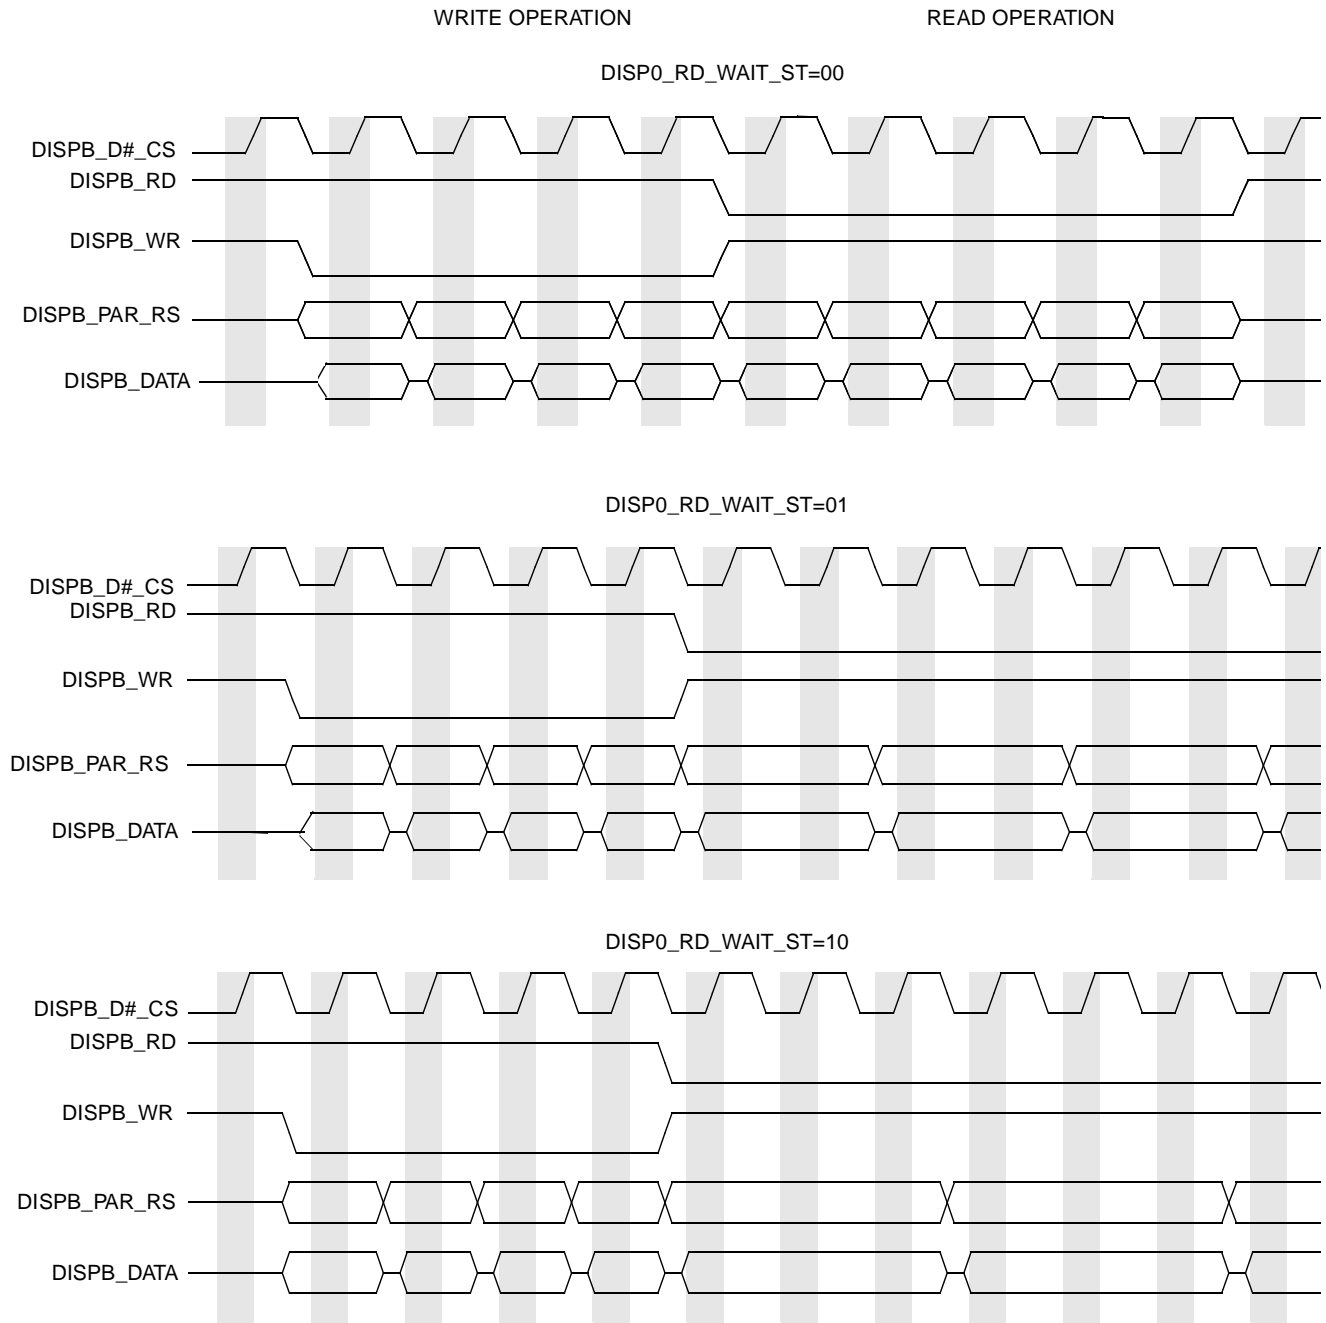 WRITE OPERATION READ OPERATION
DISP0_RD_WAIT_ST=00
DISPB_D#_CS
DISPB_RD
DISPB_WR
DISPB_PAR_RS
DISPB_DATA
DISP0_RD_WAIT_ST=01
DISPB_D#_CS
DISPB_RD
DISPB_WR
DISPB_PAR_RS
DISPB_DATA
DISP0_RD_WAIT_ST=10
DISPB_D#_CS
DISPB_RD
DISPB_WR
DISPB_PAR_RS
DISPB_DATA